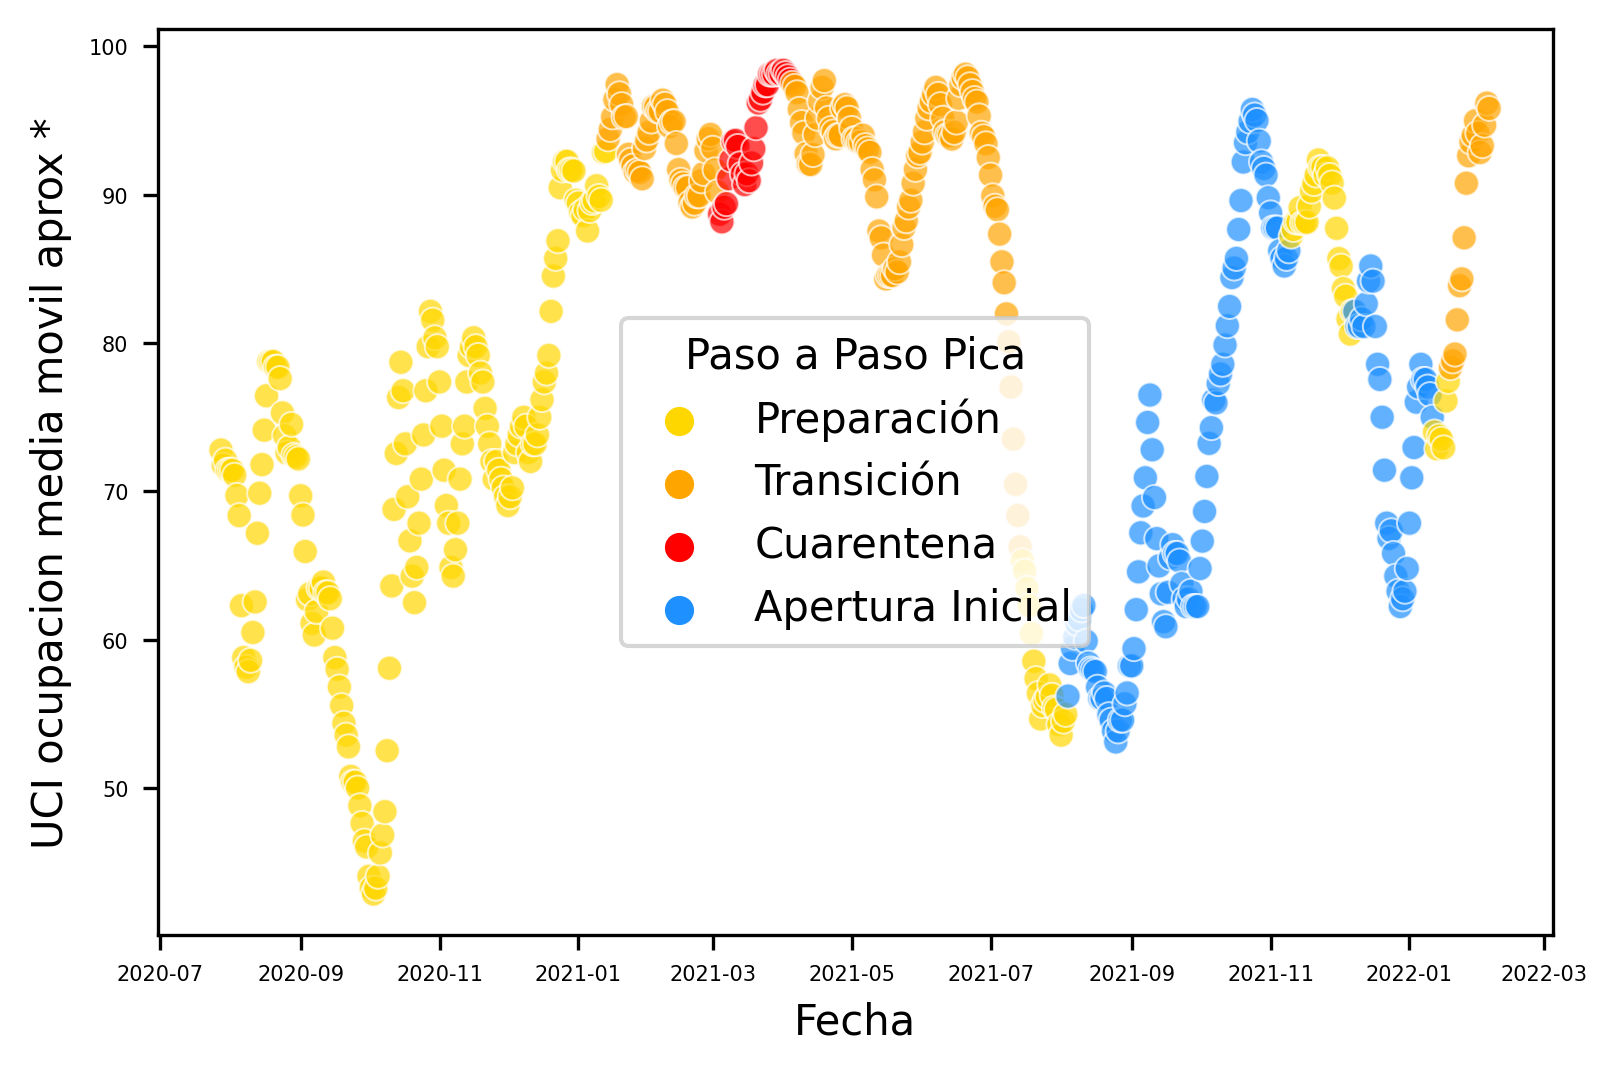 100
90
80
70
60
50
UCI ocupacion media movil aprox *
Paso a Paso Pica
Preparación
Transición
Cuarentena
Apertura Inicial
2020-07 2020-09 2020-11 2021-01 2021-03 2021-05 2021-07 2021-09 2021-11 2022-01 2022-03
Fecha